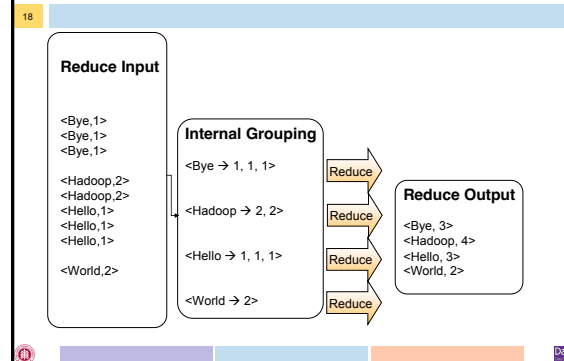 18
Reduce Input
<Bye,1>
<Bye,1>
<Bye,1>
<Hadoop,2>
<Hadoop,2>
<Hello,1>
<Hello,1>
<Hello,1>
<World,2>
Internal Grouping
<Bye → 1, 1, 1>
<Hadoop → 2, 2>
<Hello → 1, 1, 1>
<World → 2>
Reduce
Reduce
Reduce
Reduce
Reduce Output
<Bye, 3>
<Hadoop, 4>
<Hello, 3>
<World, 2>
Da